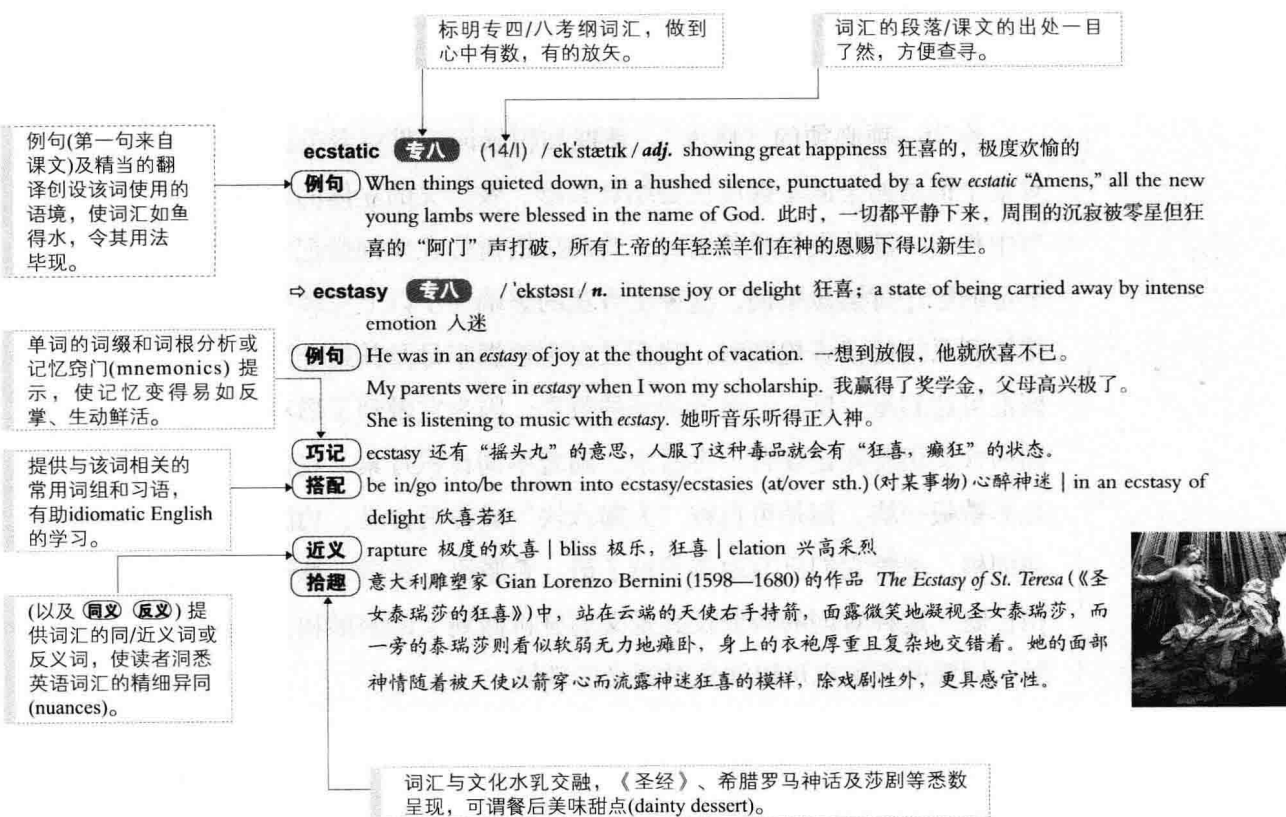 标明专四/八考纲词汇，做到
心中有数，有的放矢。
词汇的段落/课文的出处一目
了然，方便查寻。
例句(第一句来自
课文)及精当的翻
译创设该词使用的
语境，使词汇如鱼
得水，令其用法
毕现。
ecstatic 专八 (14/I) / ek'stætɪk / adj. showing great happiness 狂喜的，极度欢愉的
例句 When things quieted down, in a hushed silence, punctuated by a few ecstatic “Amens,” all the new
young lambs were blessed in the name of God. 此时，一切都平静下来，周围的沉寂被零星但狂
喜的“阿门”声打破，所有上帝的年轻羔羊们在神的恩赐下得以新生。
⇨ ecstasy 专八 / 'ekstəsɪ / n. intense joy or delight 狂喜；a state of being carried away by intense
emotion 入迷
单词的词缀和词根分析或
记忆窍门(mnemonics) 提
示，使记忆变得易如反
掌、生动鲜活。
例句 He was in an ecstasy of joy at the thought of vacation. 一想到放假，他就欣喜不已。
My parents were in ecstasy when I won my scholarship. 我赢得了奖学金，父母高兴极了。
She is listening to music with ecstasy. 她听音乐听得正入神。
巧记 ecstasy 还有“摇头丸”的意思，人服了这种毒品就会有“狂喜，癫狂”的状态。
提供与该词相关的
常用词组和习语，
有助idiomatic English
的学习。
搭配 be in/go into/be thrown into ecstasy/ecstasies (at/over sth.) (对某事物) 心醉神迷 | in an ecstasy of
delight 欣喜若狂
近义 rapture 极度的欢喜 | bliss 极乐，狂喜 | elation 兴高采烈
(以及 同义 反义) 提
供词汇的同/近义词或
反义词，使读者洞悉
英语词汇的精细异同
(nuances)。
拾趣 意大利雕塑家 Gian Lorenzo Bernini (1598—1680) 的作品 The Ecstasy of St. Teresa (《圣
女泰瑞莎的狂喜》)中，站在云端的天使右手持箭，面露微笑地凝视圣女泰瑞莎，而
一旁的泰瑞莎则看似软弱无力地瘫卧，身上的衣袍厚重且复杂地交错着。她的面部
神情随着被天使以箭穿心而流露神迷狂喜的模样，除戏剧性外，更具感官性。
词汇与文化水乳交融，《圣经》、希腊罗马神话及莎剧等悉数
呈现，可谓餐后美味甜点(dainty dessert)。